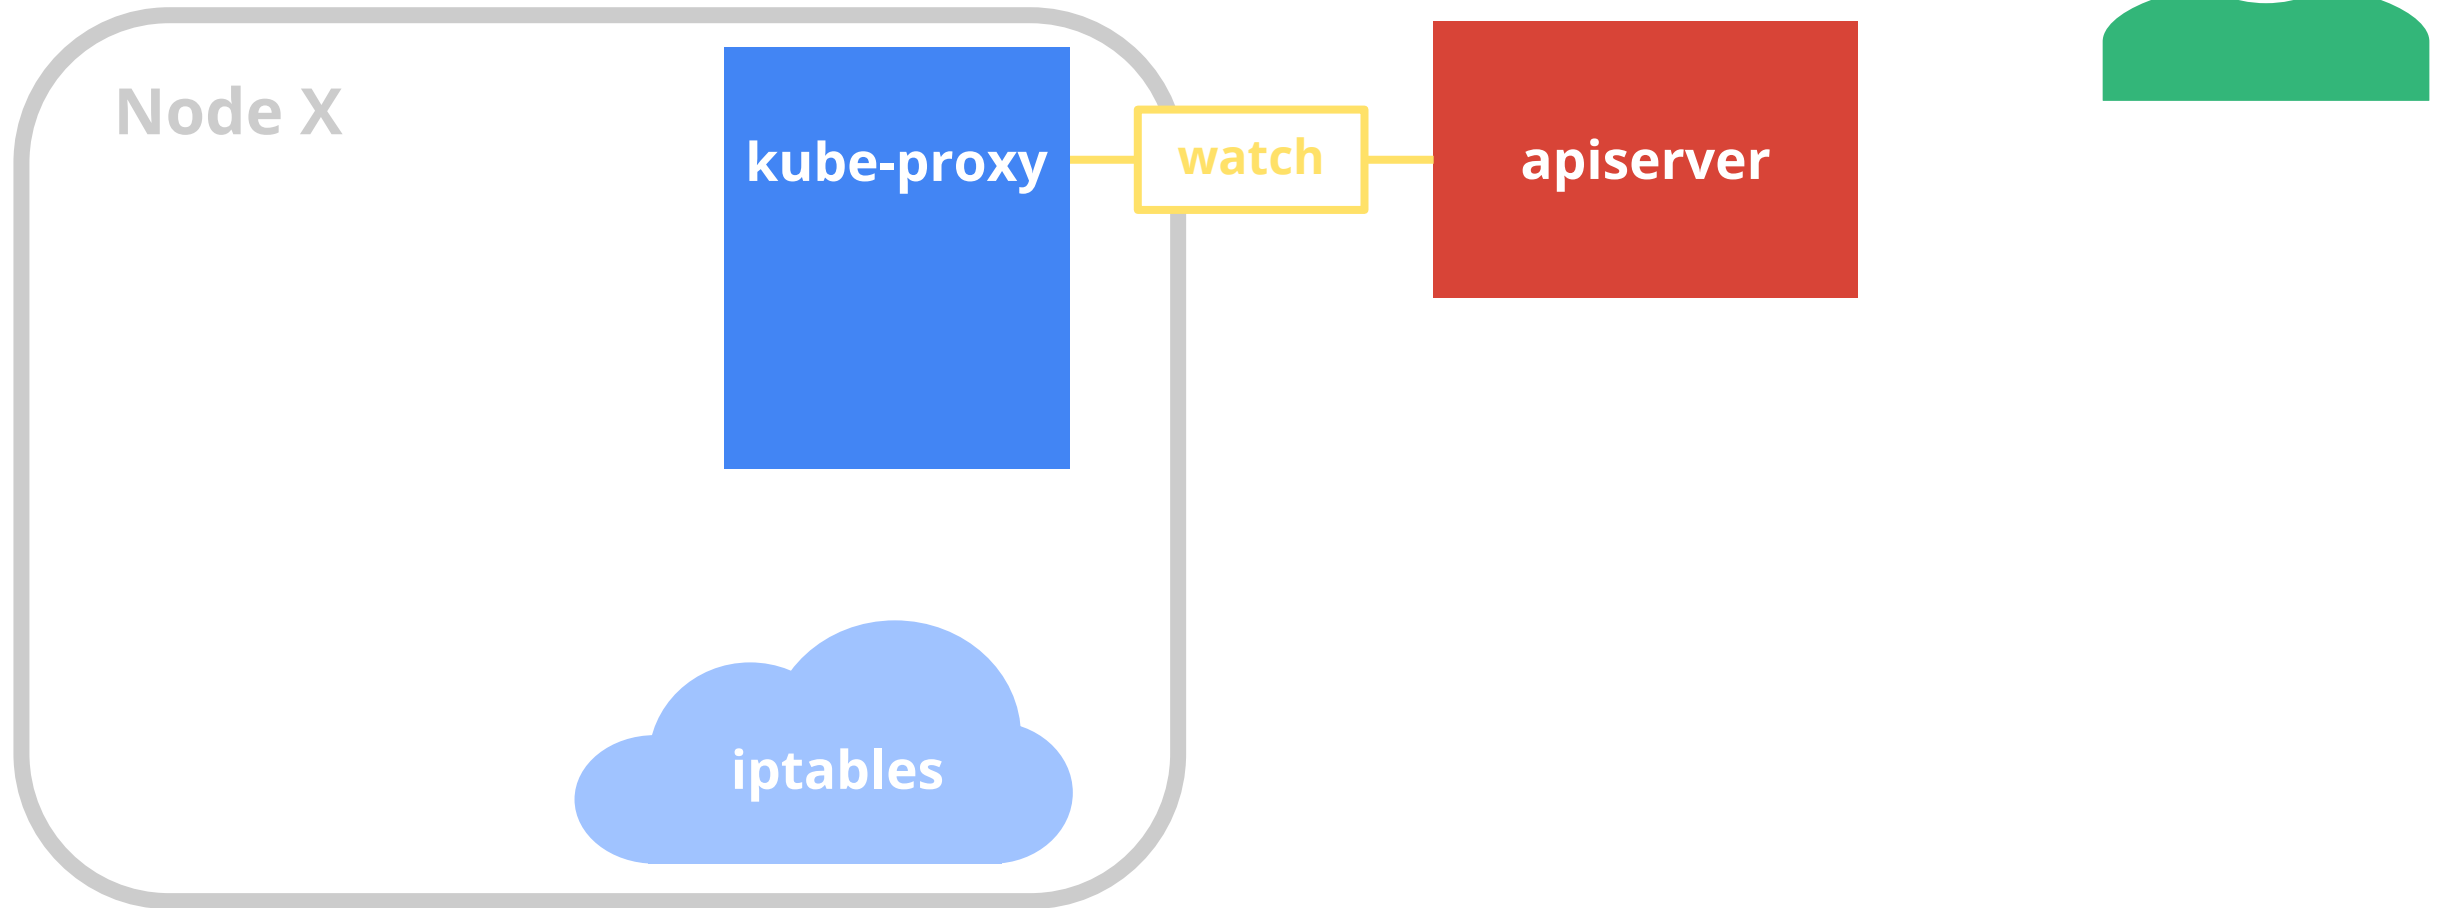 Node X
kube-proxy
watch
apiserver
iptables